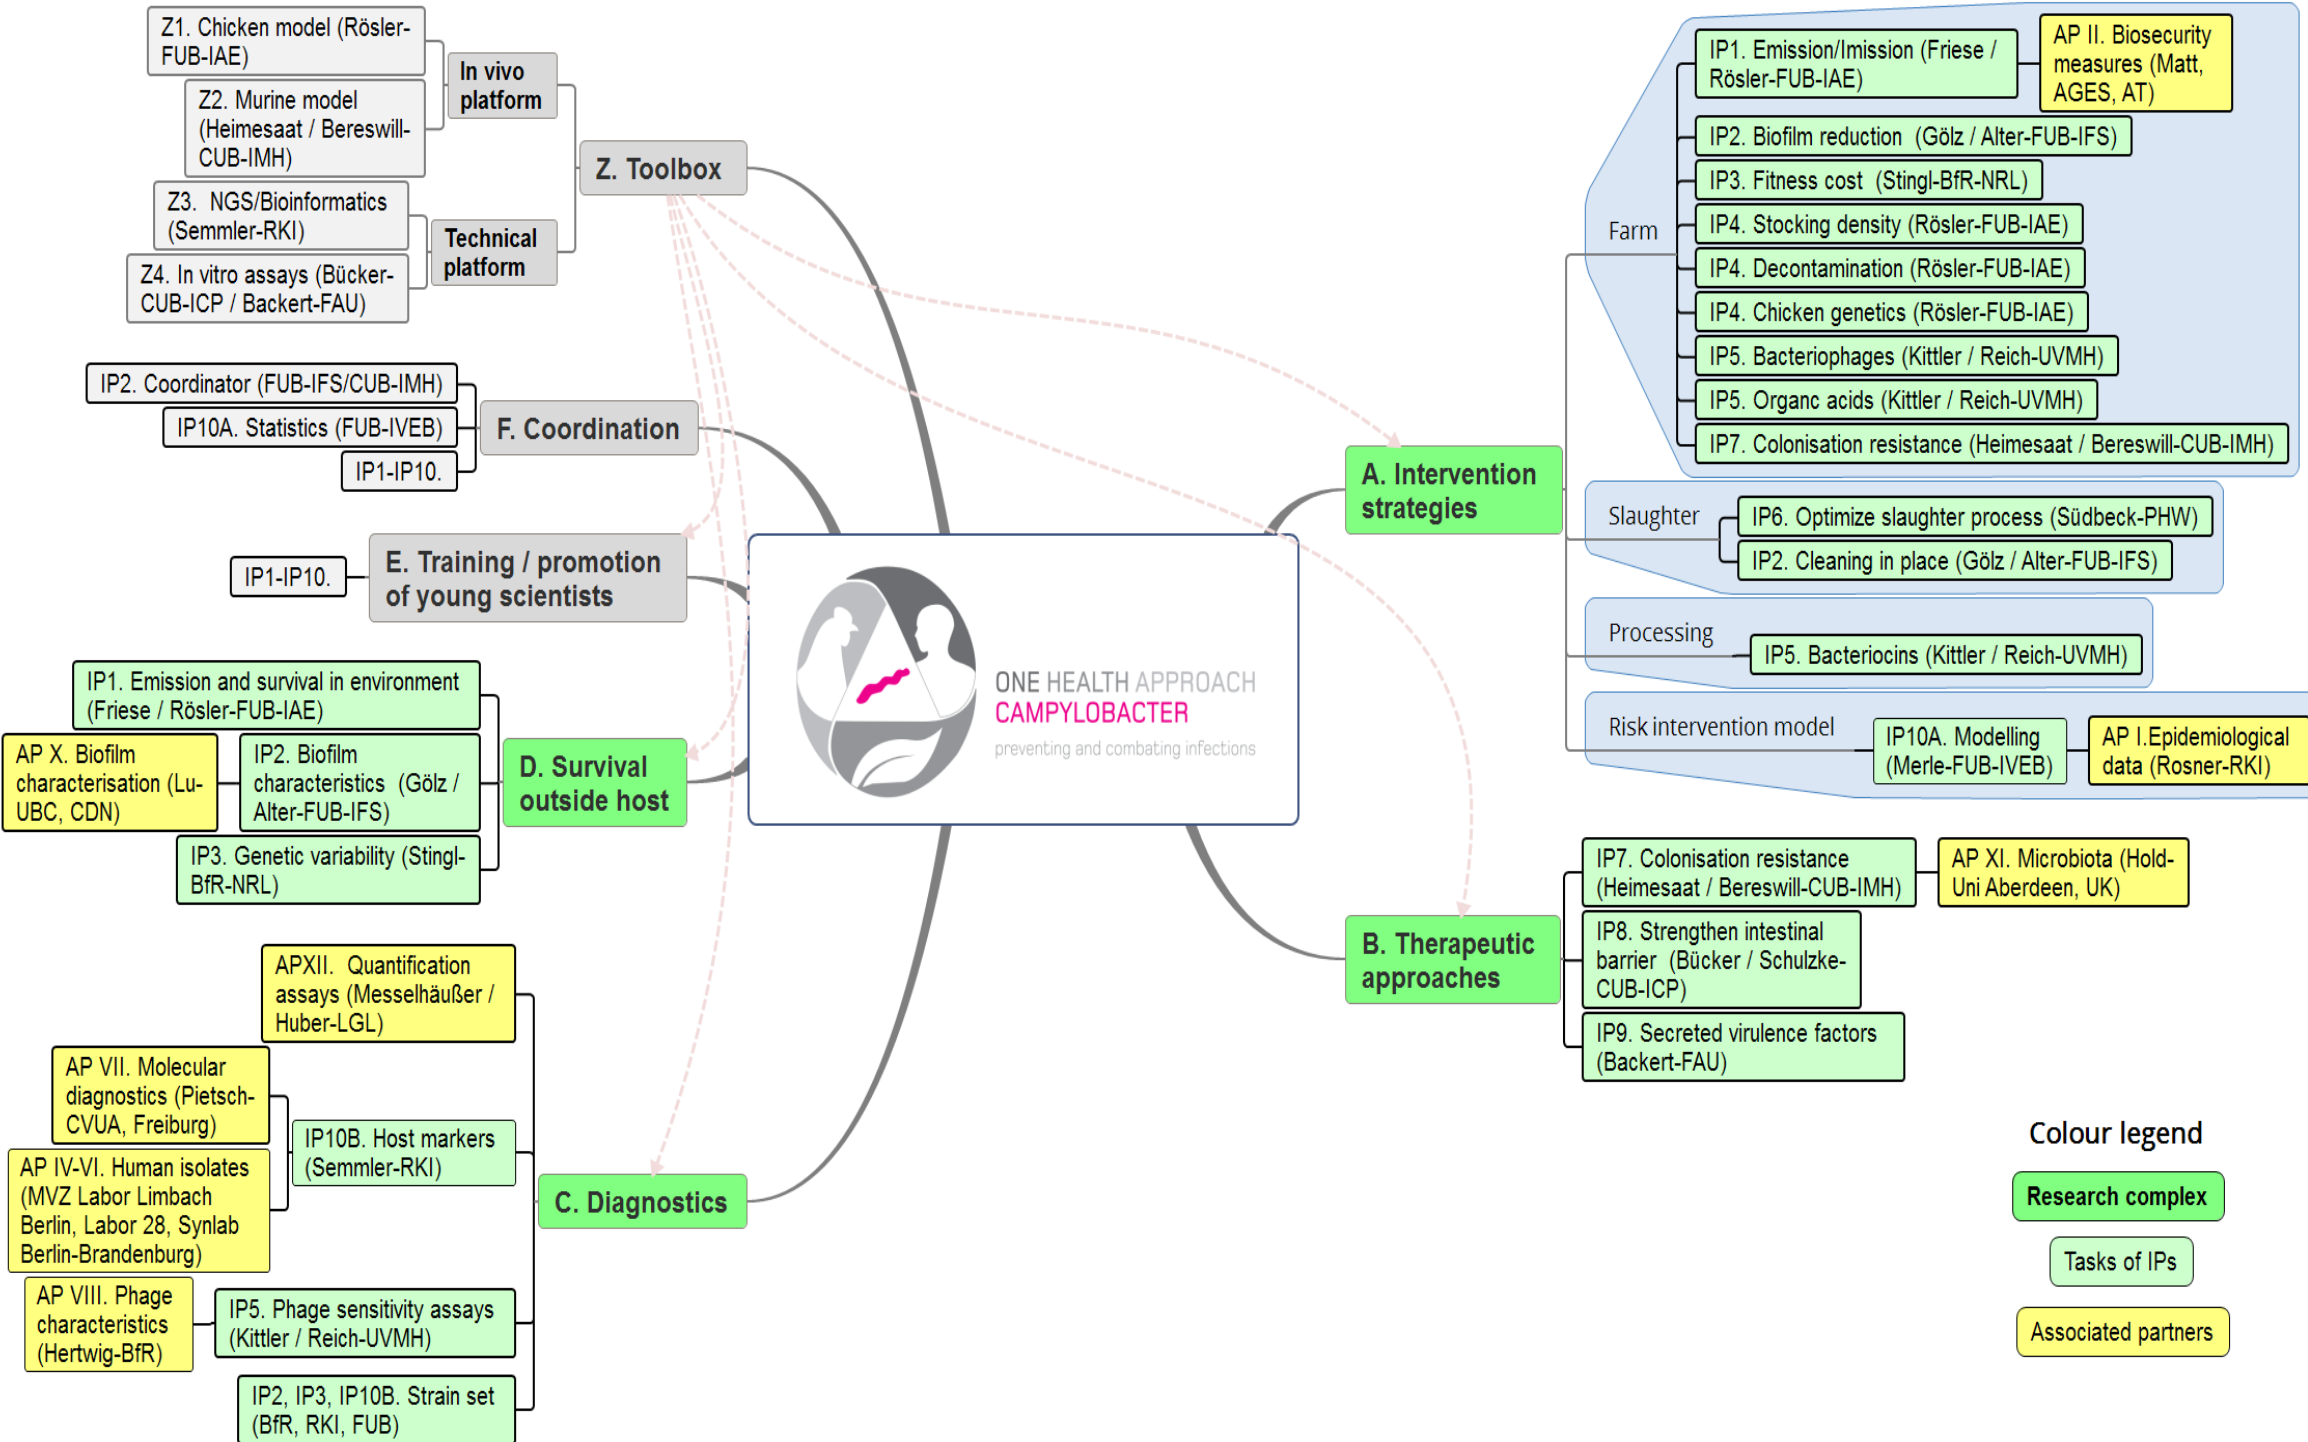 Z1. Chicken model (Rösler-
FUB-IAE)
Z2. Murine model
(Heimesaat / Bereswill-
CUB-IMH)
In vivo
platform
Z3.  NGS/Bioinformatics
(Semmler-RKI)
Z4. In vitro assays (Bücker-
CUB-ICP / Backert-FAU)
Technical
platform
Z. Toolbox
IP2. Coordinator (FUB-IFS/CUB-IMH)
IP10A. Statistics (FUB-IVEB)
IP1-IP10.
F. Coordination
IP1-IP10.
E. Training / promotion
of young scientists
IP1. Emission and survival in environment
(Friese / Rösler-FUB-IAE)
AP X. Biofilm
characterisation (Lu-
UBC, CDN)
IP2. Biofilm
characteristics  (Gölz /
Alter-FUB-IFS)
IP3. Genetic variability (Stingl-
BfR-NRL)
D. Survival
outside host
APXII.  Quantification
assays (Messelhäußer /
Huber-LGL)
AP VII. Molecular
diagnostics (Pietsch-
CVUA, Freiburg)
AP IV-VI. Human isolates
(MVZ Labor Limbach
Berlin, Labor 28, Synlab
Berlin-Brandenburg)
IP10B. Host markers
(Semmler-RKI)
AP VIII. Phage
characteristics
(Hertwig-BfR)
IP5. Phage sensitivity assays
(Kittler / Reich-UVMH)
IP2, IP3, IP10B. Strain set
(BfR, RKI, FUB)
C. Diagnostics
ONE HEALTH APPROACH
CAMPYLOBACTER
preventing and combating infections
A. Intervention
strategies
Farm
IP1. Emission/Imission (Friese /
Rösler-FUB-IAE)
AP II. Biosecurity
measures (Matt,
AGES, AT)
IP2. Biofilm reduction  (Gölz / Alter-FUB-IFS)
IP3. Fitness cost  (Stingl-BfR-NRL)
IP4. Stocking density (Rösler-FUB-IAE)
IP4. Decontamination (Rösler-FUB-IAE)
IP4. Chicken genetics (Rösler-FUB-IAE)
IP5. Bacteriophages (Kittler / Reich-UVMH)
IP5. Organc acids (Kittler / Reich-UVMH)
IP7. Colonisation resistance (Heimesaat / Bereswill-CUB-IMH)
Slaughter
IP6. Optimize slaughter process (Südbeck-PHW)
IP2. Cleaning in place (Gölz / Alter-FUB-IFS)
Processing
IP5. Bacteriocins (Kittler / Reich-UVMH)
Risk intervention model
IP10A. Modelling
(Merle-FUB-IVEB)
AP I.Epidemiological
data (Rosner-RKI)
B. Therapeutic
approaches
IP7. Colonisation resistance
(Heimesaat / Bereswill-CUB-IMH)
AP XI. Microbiota (Hold-
Uni Aberdeen, UK)
IP8. Strengthen intestinal
barrier  (Bücker / Schulzke-
CUB-ICP)
IP9. Secreted virulence factors
(Backert-FAU)
Colour legend
Research complex
Tasks of IPs
Associated partners